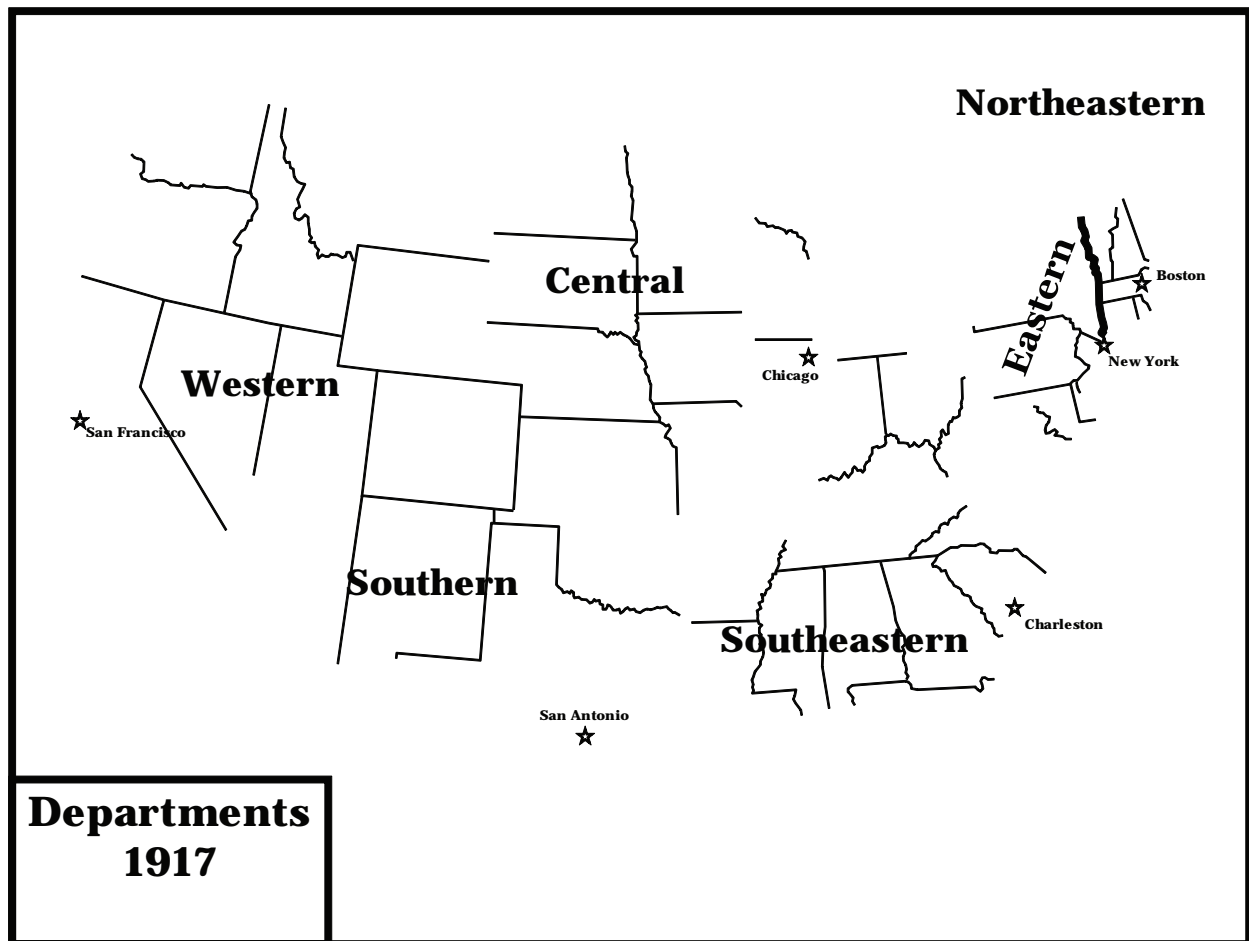 Northeastern
Eastern
Boston
Central
New York
Chicago
Western
San Francisco
Southern
Southeastern
Charleston
San Antonio
Departments
1917